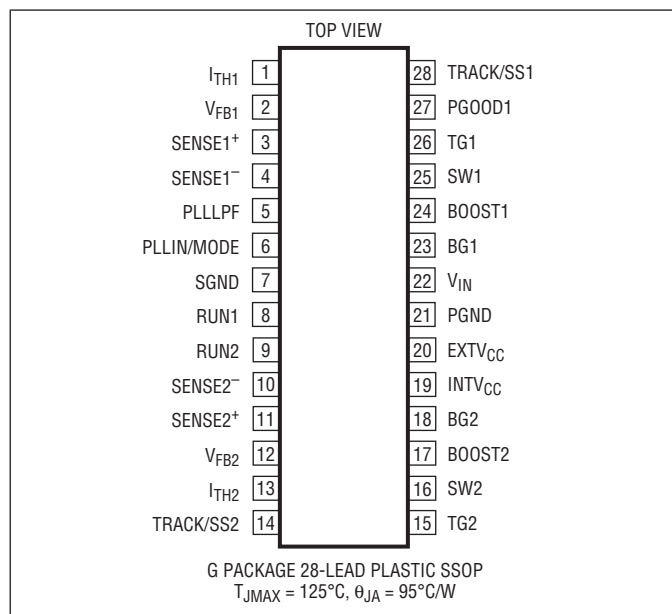 TOP VIEW
ITH1 1 28 TRACK/SS1
VFB1 2 27 PGOOD1
SENSE1+ 3 26 TG1
SENSE1– 4 25 SW1
PLLLPF 5 24 BOOST1
PLLIN/MODE 6 23 BG1
SGND 7 22 VIN
RUN1 8 21 PGND
RUN2 9 20 EXTVCC
SENSE2– 10 19 INTVCC
SENSE2+ 11 18 BG2
VFB2 12 17 BOOST2
ITH2 13 16 SW2
TRACK/SS2 14 15 TG2
G PACKAGE 28-LEAD PLASTIC SSOP
TJMAX = 125°C, θJA = 95°C/W